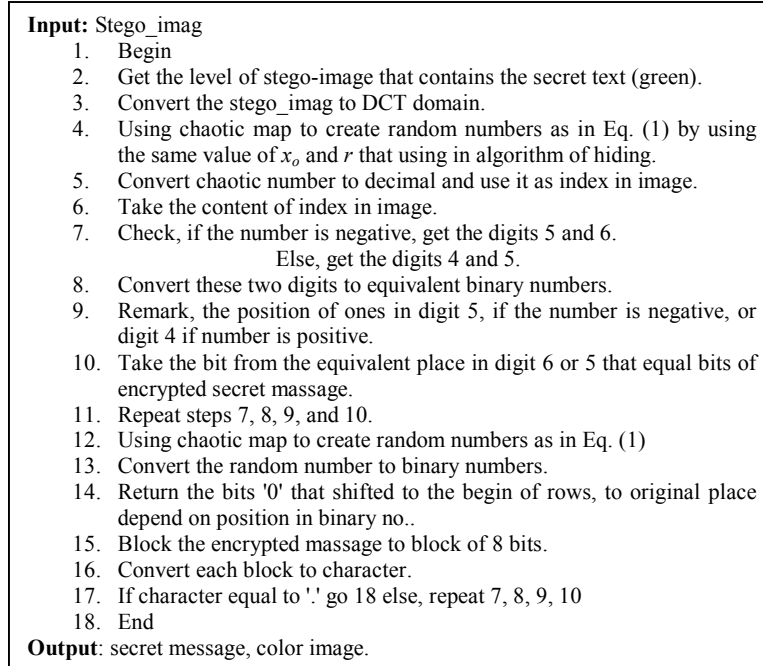 Input: Stego_imag
1. Begin
2. Get the level of stego-image that contains the secret text (green).
3. Convert the stego_imag to DCT domain.
4. Using chaotic map to create random numbers as in Eq. (1) by using
the same value of xₒ and r that using in algorithm of hiding.
5. Convert chaotic number to decimal and use it as index in image.
6. Take the content of index in image.
7. Check, if the number is negative, get the digits 5 and 6.
Else, get the digits 4 and 5.
8. Convert these two digits to equivalent binary numbers.
9. Remark, the position of ones in digit 5, if the number is negative, or
digit 4 if number is positive.
10. Take the bit from the equivalent place in digit 6 or 5 that equal bits of
encrypted secret massage.
11. Repeat steps 7, 8, 9, and 10.
12. Using chaotic map to create random numbers as in Eq. (1)
13. Convert the random number to binary numbers.
14. Return the bits '0' that shifted to the begin of rows, to original place
depend on position in binary no..
15. Block the encrypted massage to block of 8 bits.
16. Convert each block to character.
17. If character equal to '.' go 18 else, repeat 7, 8, 9, 10
18. End
Output: secret message, color image.